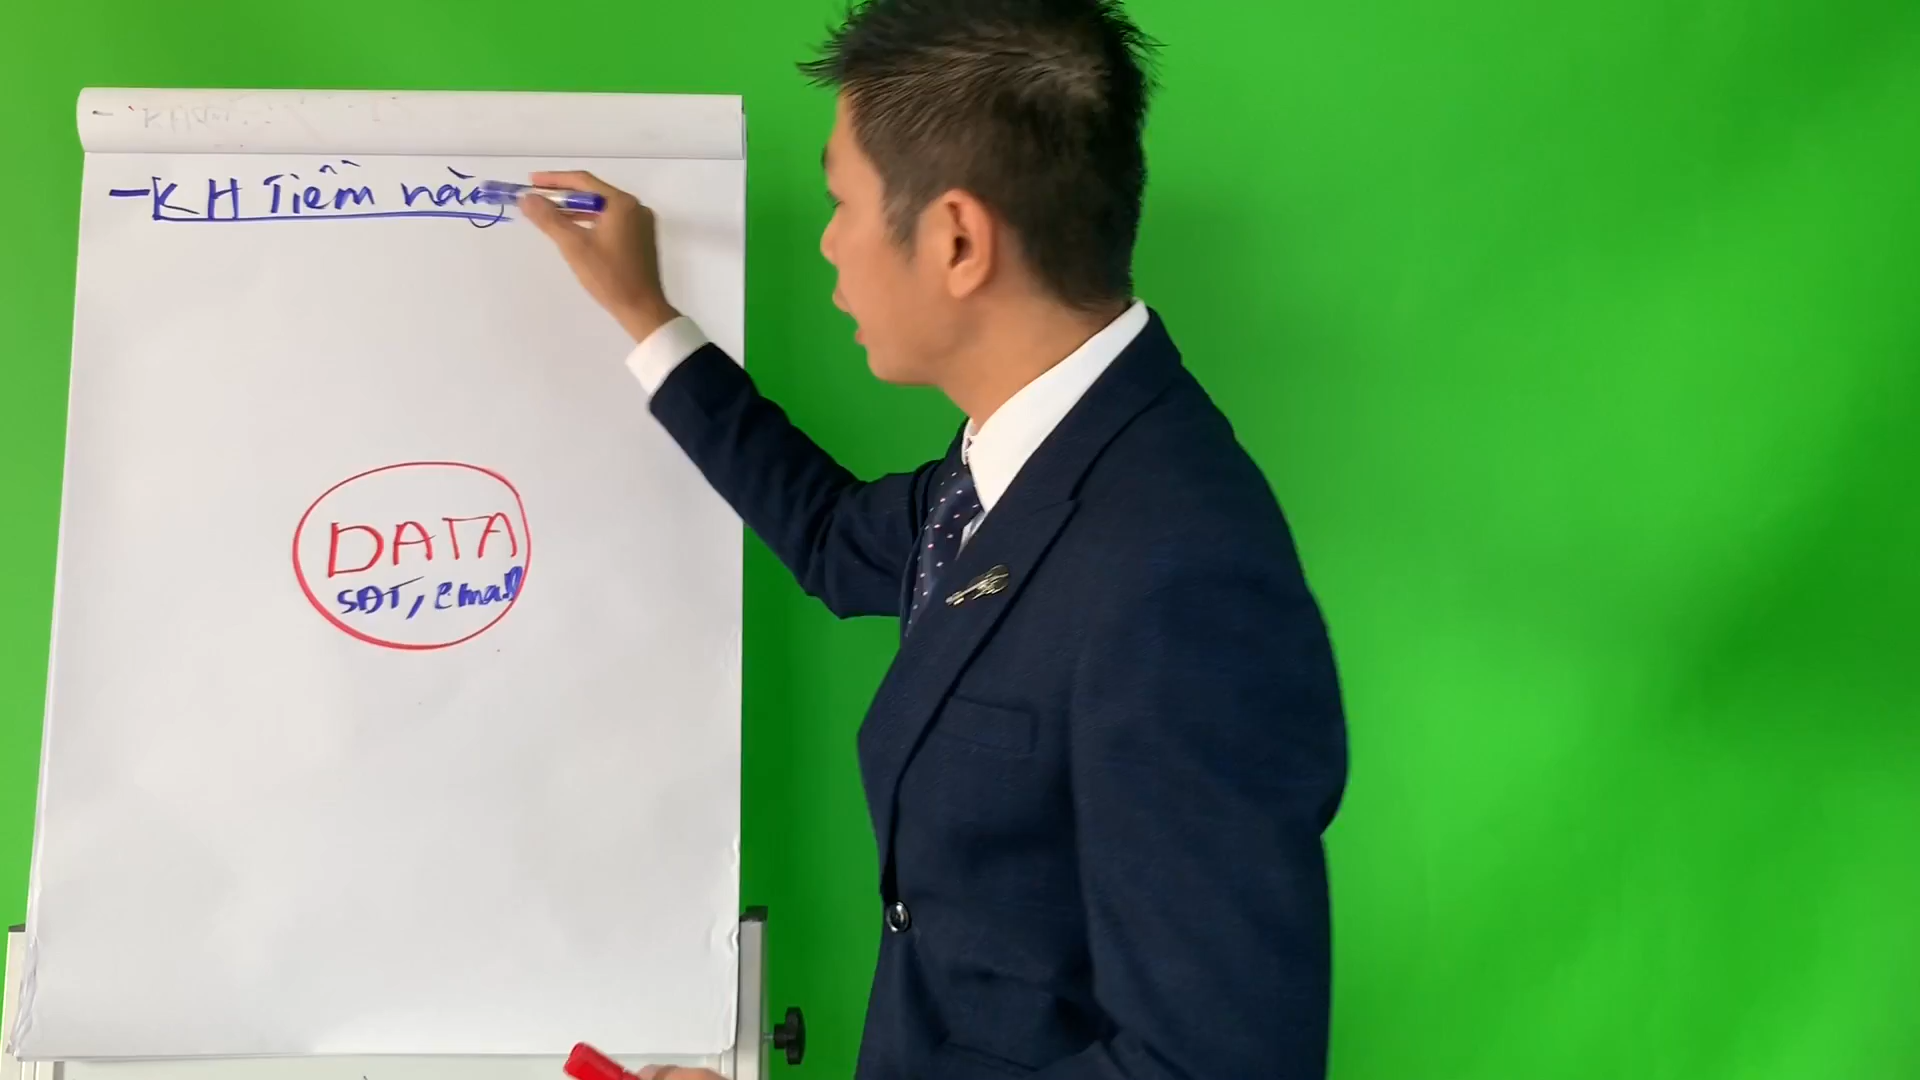 - KH Tiềm năng
DATA
SĐT, Email